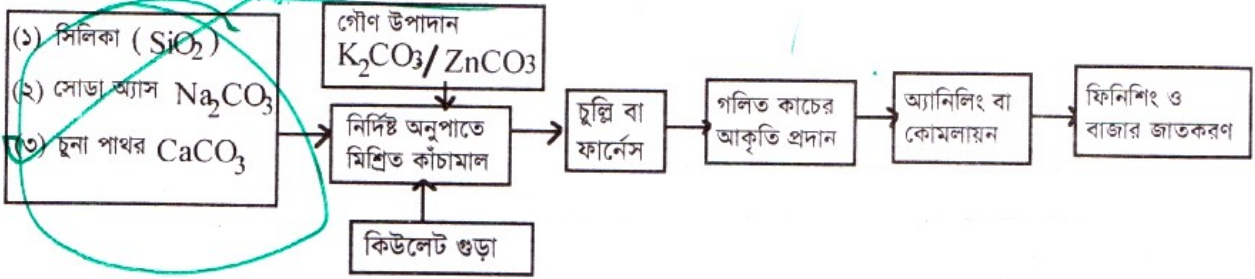 (১) সিলিকা ( SiO₂ )
(২) সোডা অ্যাস Na₂CO₃
(৩) চুনা পাথর CaCO₃
গৌণ উপাদান
K₂CO₃/ ZnCO₃
নির্দিষ্ট অনুপাতে
মিশ্রিত কাঁচামাল
কিউলেট গুড়া
চুল্লি বা
ফার্নেস
গলিত কাচের
আকৃতি প্রদান
অ্যানিলিং বা
কোমলায়ন
ফিনিশিং ও
বাজার জাতকরণ